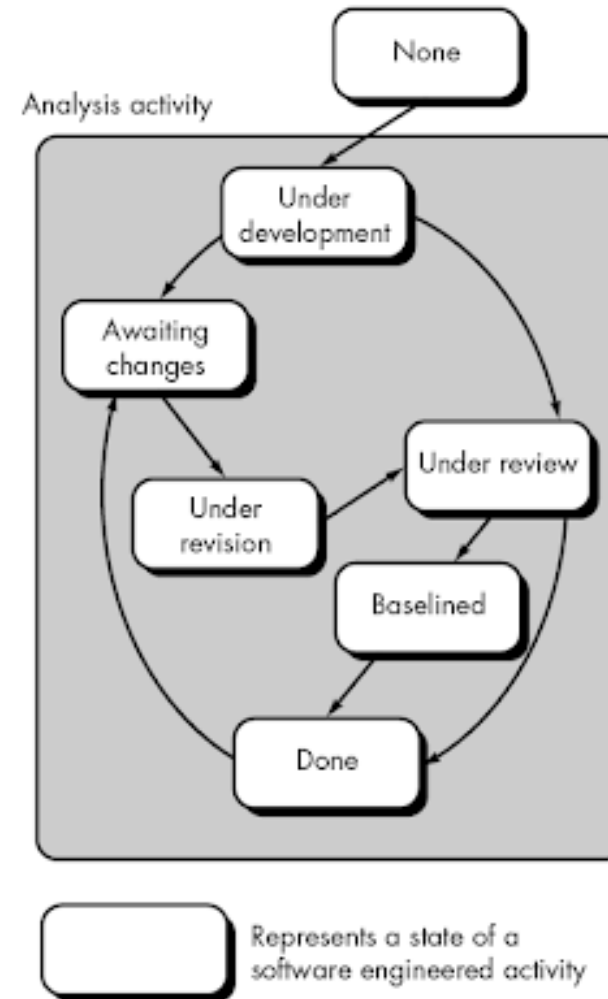 None
Analysis activity
Under
development
Awaiting
changes
Under review
Under
revision
Baselined
Done
Represents a state of a
software engineered activity